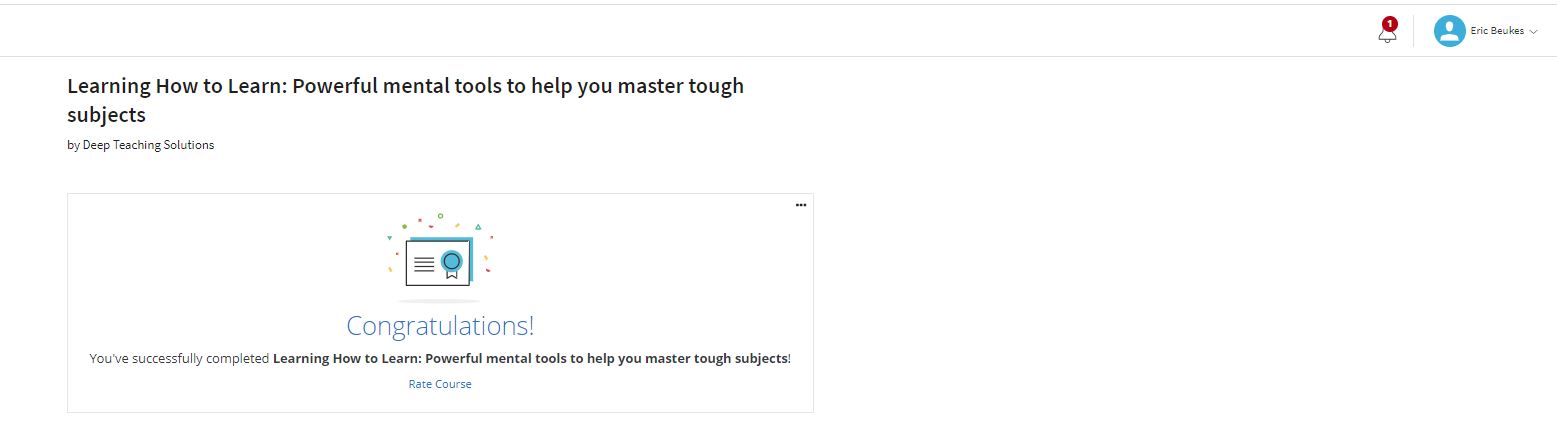 1
Eric Beukes
Learning How to Learn: Powerful mental tools to help you master tough
subjects
by Deep Teaching Solutions
Congratulations!
You've successfully completed Learning How to Learn: Powerful mental tools to help you master tough subjects!
Rate Course